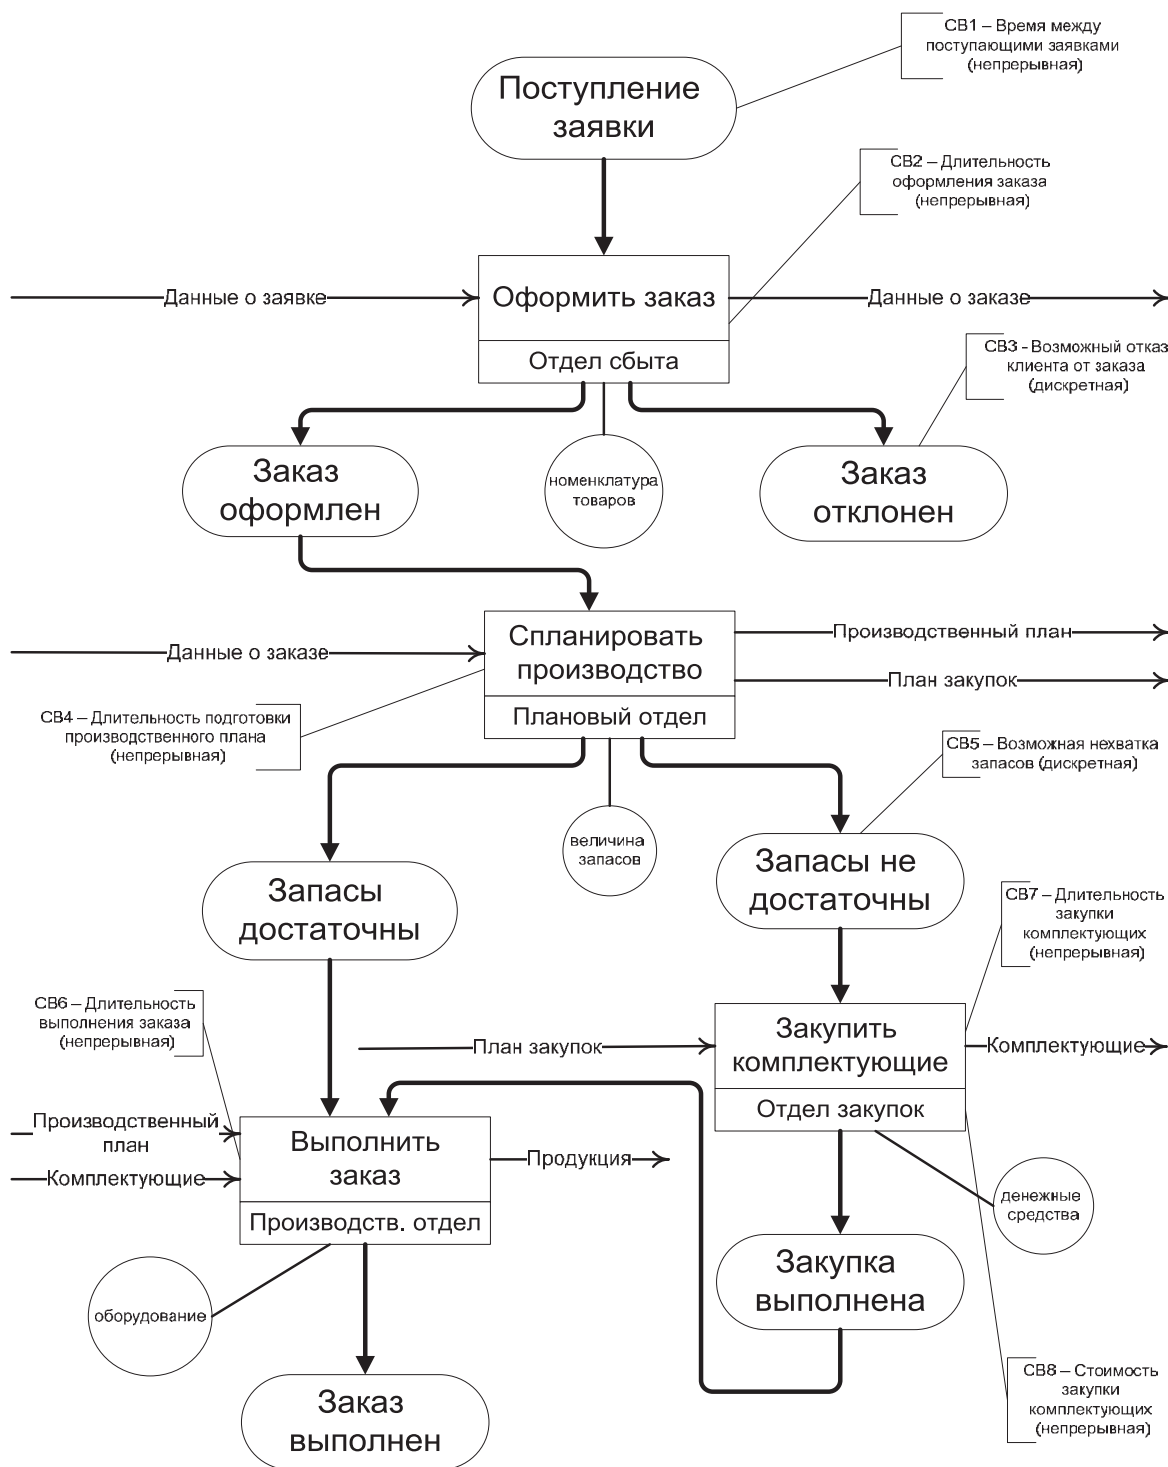 СВ1 – Время между
поступающими заявками
(непрерывная)
Поступление
заявки
СВ2 – Длительность
оформления заказа
(непрерывная)
Данные о заявке
Оформить заказ
Данные о заказе
Отдел сбыта
СВ3 - Возможный отказ
клиента от заказа
(дискретная)
Заказ
оформлен
номенклатура
товаров
Заказ
отклонен
Данные о заказе
Спланировать
производство
Производственный план
План закупок
Плановый отдел
СВ4 – Длительность подготовки
производственного плана
(непрерывная)
СВ5 – Возможная нехватка
запасов (дискретная)
величина
запасов
Запасы
достаточны
Запасы не
достаточны
СВ7 – Длительность
закупки
комплектующих
(непрерывная)
СВ6 – Длительность
выполнения заказа
(непрерывная)
План закупок
Закупить
комплектующие
Комплектующие
Отдел закупок
Производственный
план
Комплектующие
Выполнить
заказ
Продукция
Производств. отдел
денежные
средства
оборудование
Закупка
выполнена
СВ8 – Стоимость
закупки
комплектующих
(непрерывная)
Заказ
выполнен